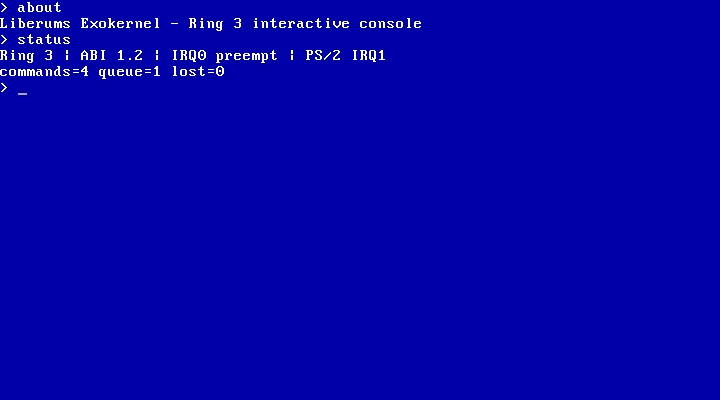 > about
Liberums Exokernel - Ring 3 interactive console
> status
Ring 3 ¦ ABI 1.2 ¦ IRQ0 preempt ¦ PS/2 IRQ1
commands=4 queue=1 lost=0
> _